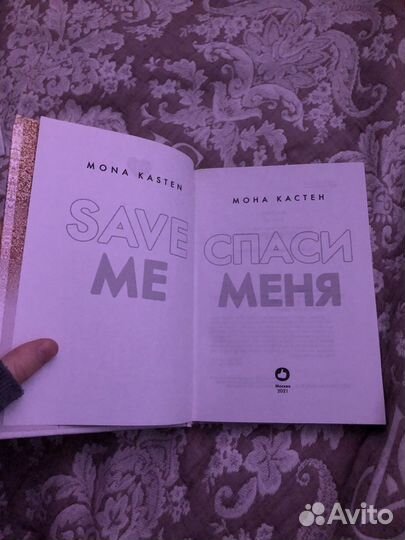 MONA KASTEN
SAVE
ME
МОНА КАСТЕН
СПАСИ
МЕНЯ
Москва
2021
Avito